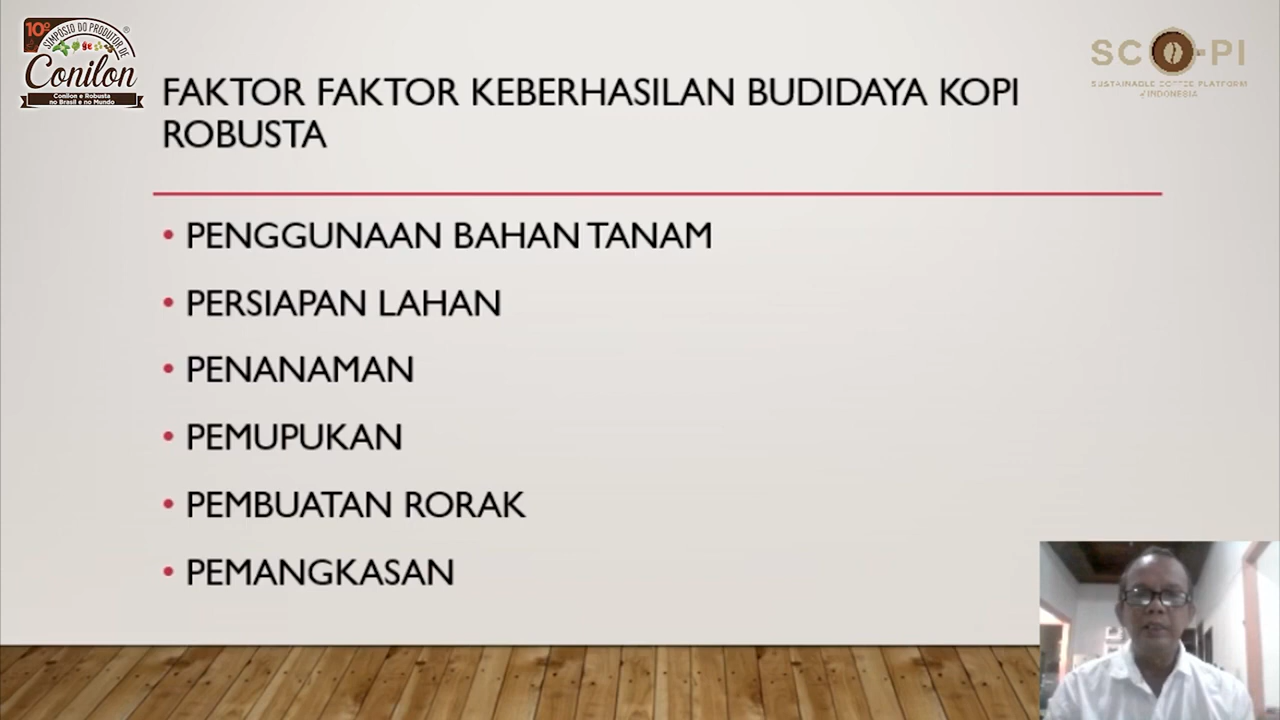 10º
SIMPÓSIO DO PRODUTOR DE
Conilon
Conilon e Robusta
no Brasil e no Mundo
SCOPI
SUSTAINABLE COFFEE PLATFORM
of INDONESIA
FAKTOR FAKTOR KEBERHASILAN BUDIDAYA KOPI
ROBUSTA
• PENGGUNAAN BAHAN TANAM
• PERSIAPAN LAHAN
• PENANAMAN
• PEMUPUKAN
• PEMBUATAN RORAK
• PEMANGKASAN